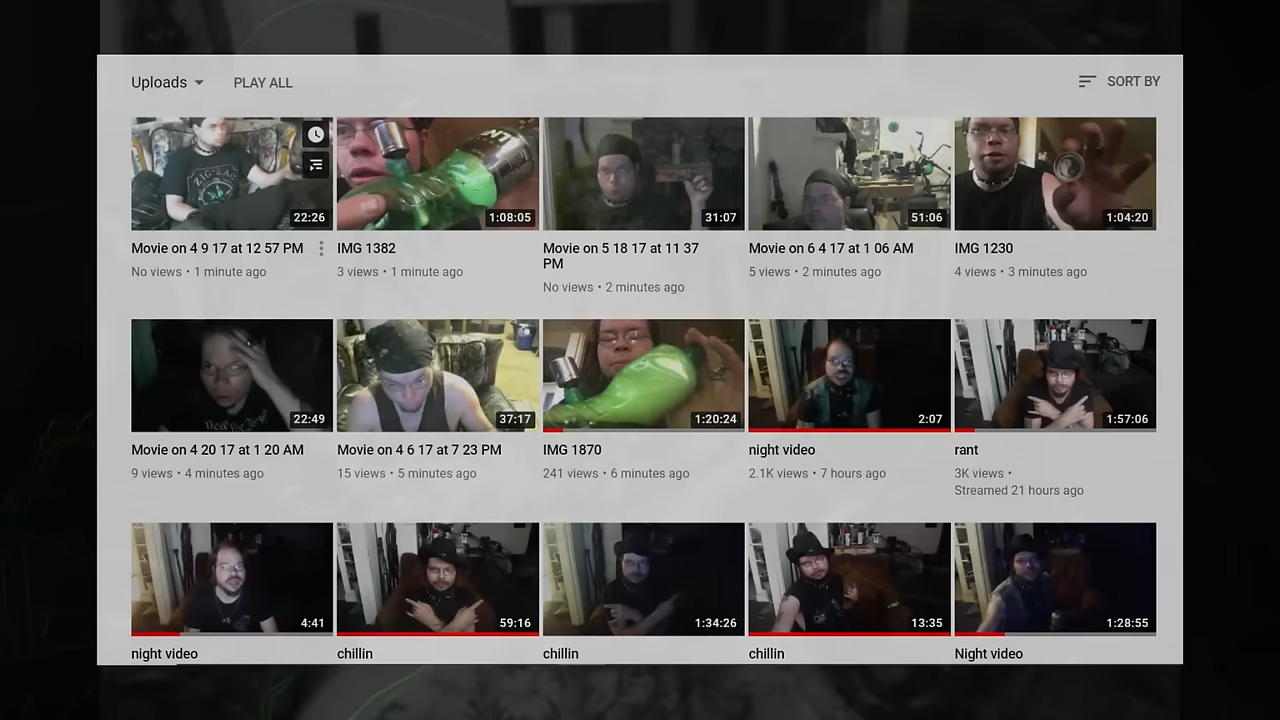 Uploads PLAY ALL SORT BY
ZIG-ZAG
22:26 1:08:05 31:07 51:06 1:04:20
Movie on 4 9 17 at 12 57 PM IMG 1382 Movie on 5 18 17 at 11 37 Movie on 6 4 17 at 1 06 AM IMG 1230
PM
No views • 1 minute ago 3 views • 1 minute ago 5 views • 2 minutes ago 4 views • 3 minutes ago
No views • 2 minutes ago
22:49 37:17 1:20:24 2:07 1:57:06
Movie on 4 20 17 at 1 20 AM Movie on 4 6 17 at 7 23 PM IMG 1870 night video rant
9 views • 4 minutes ago 15 views • 5 minutes ago 241 views • 6 minutes ago 2.1K views • 7 hours ago 3K views •
Streamed 21 hours ago
4:41 59:16 1:34:26 13:35 1:28:55
night video chillin chillin chillin Night video